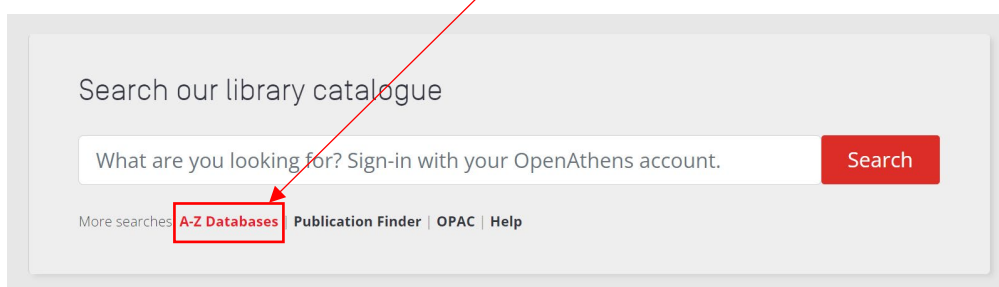 Search our library catalogue
What are you looking for? Sign-in with your OpenAthens account.
Search
More searches: A-Z Databases | Publication Finder | OPAC | Help